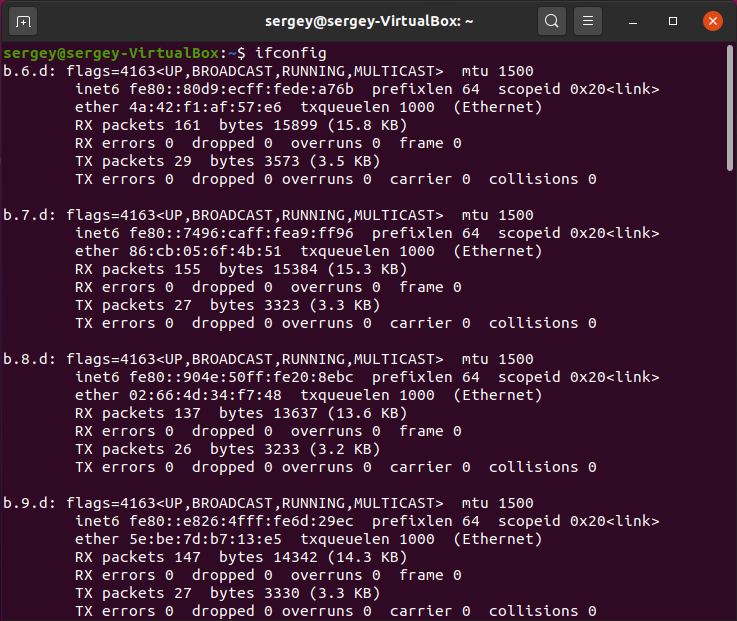 sergey@sergey-VirtualBox: ~
sergey@sergey-VirtualBox:~$ ifconfig
b.6.d: flags=4163<UP,BROADCAST,RUNNING,MULTICAST>  mtu 1500
        inet6 fe80::80d9:ecff:fede:a76b  prefixlen 64  scopeid 0x20<link>
        ether 4a:42:f1:af:57:e6  txqueuelen 1000  (Ethernet)
        RX packets 161  bytes 15899 (15.8 KB)
        RX errors 0  dropped 0  overruns 0  frame 0
        TX packets 29  bytes 3573 (3.5 KB)
        TX errors 0  dropped 0 overruns 0  carrier 0  collisions 0

b.7.d: flags=4163<UP,BROADCAST,RUNNING,MULTICAST>  mtu 1500
        inet6 fe80::7496:caff:fea9:ff96  prefixlen 64  scopeid 0x20<link>
        ether 86:cb:05:6f:4b:51  txqueuelen 1000  (Ethernet)
        RX packets 155  bytes 15384 (15.3 KB)
        RX errors 0  dropped 0  overruns 0  frame 0
        TX packets 27  bytes 3323 (3.3 KB)
        TX errors 0  dropped 0 overruns 0  carrier 0  collisions 0

b.8.d: flags=4163<UP,BROADCAST,RUNNING,MULTICAST>  mtu 1500
        inet6 fe80::904e:50ff:fe20:8ebc  prefixlen 64  scopeid 0x20<link>
        ether 02:66:4d:34:f7:48  txqueuelen 1000  (Ethernet)
        RX packets 137  bytes 13637 (13.6 KB)
        RX errors 0  dropped 0  overruns 0  frame 0
        TX packets 26  bytes 3233 (3.2 KB)
        TX errors 0  dropped 0 overruns 0  carrier 0  collisions 0

b.9.d: flags=4163<UP,BROADCAST,RUNNING,MULTICAST>  mtu 1500
        inet6 fe80::e826:4fff:fe6d:29ec  prefixlen 64  scopeid 0x20<link>
        ether 5e:be:7d:b7:13:e5  txqueuelen 1000  (Ethernet)
        RX packets 147  bytes 14342 (14.3 KB)
        RX errors 0  dropped 0  overruns 0  frame 0
        TX packets 27  bytes 3330 (3.3 KB)
        TX errors 0  dropped 0 overruns 0  carrier 0  collisions 0